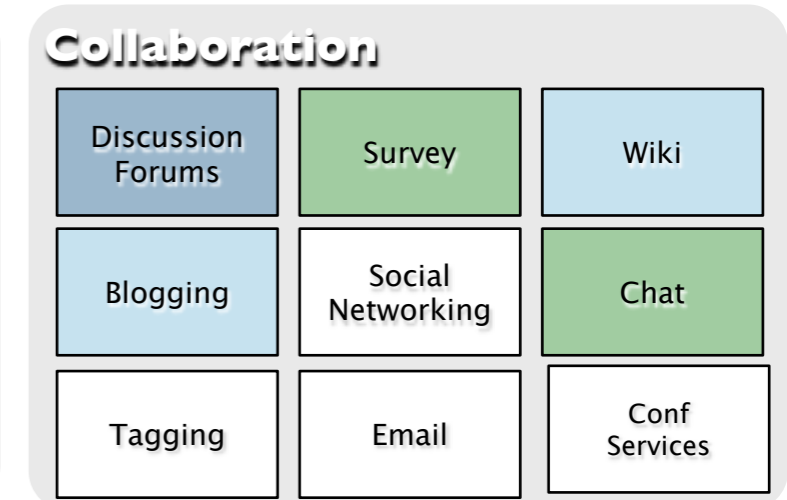 Collaboration
Discussion
Forums
Survey
Wiki
Blogging
Social
Networking
Chat
Tagging
Email
Conf
Services